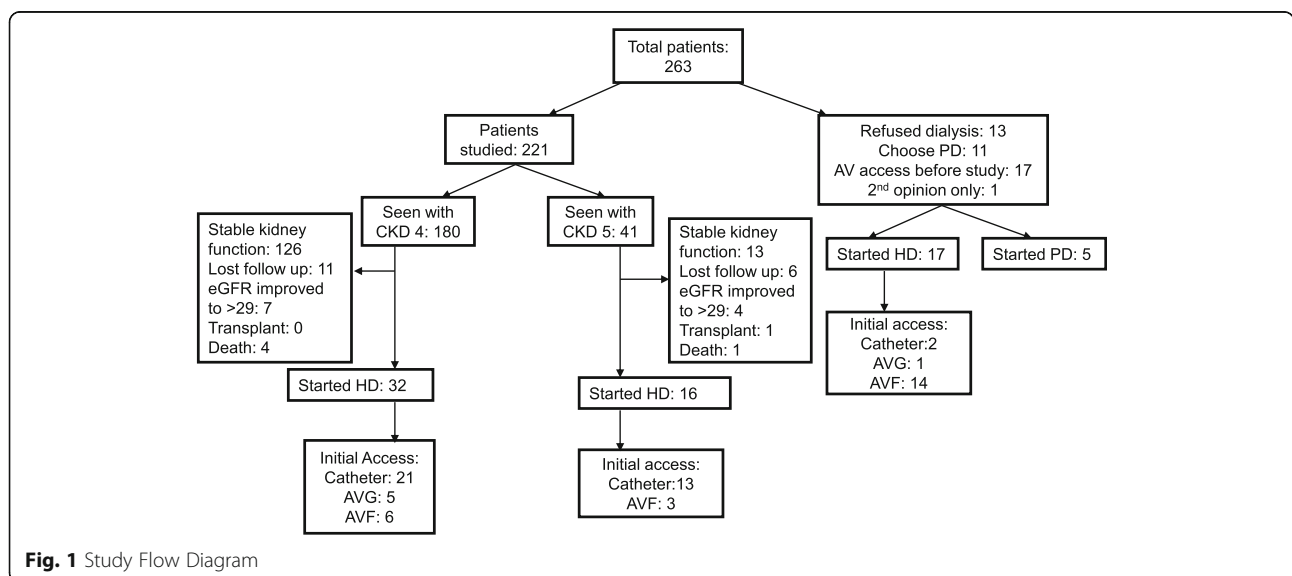 Total patients:
263
Patients
studied: 221
Refused dialysis: 13
Choose PD: 11
AV access before study: 17
2nd opinion only: 1
Seen with
CKD 4: 180
Seen with
CKD 5: 41
Stable kidney
function: 126
Lost follow up: 11
eGFR improved
to >29: 7
Transplant: 0
Death: 4
Stable kidney
function: 13
Lost follow up: 6
eGFR improved
to >29: 4
Transplant: 1
Death: 1
Started HD: 17
Started PD: 5
Initial access:
Catheter:2
AVG: 1
AVF: 14
Started HD: 32
Started HD: 16
Initial Access:
Catheter: 21
AVG: 5
AVF: 6
Initial access:
Catheter:13
AVF: 3
Fig. 1 Study Flow Diagram